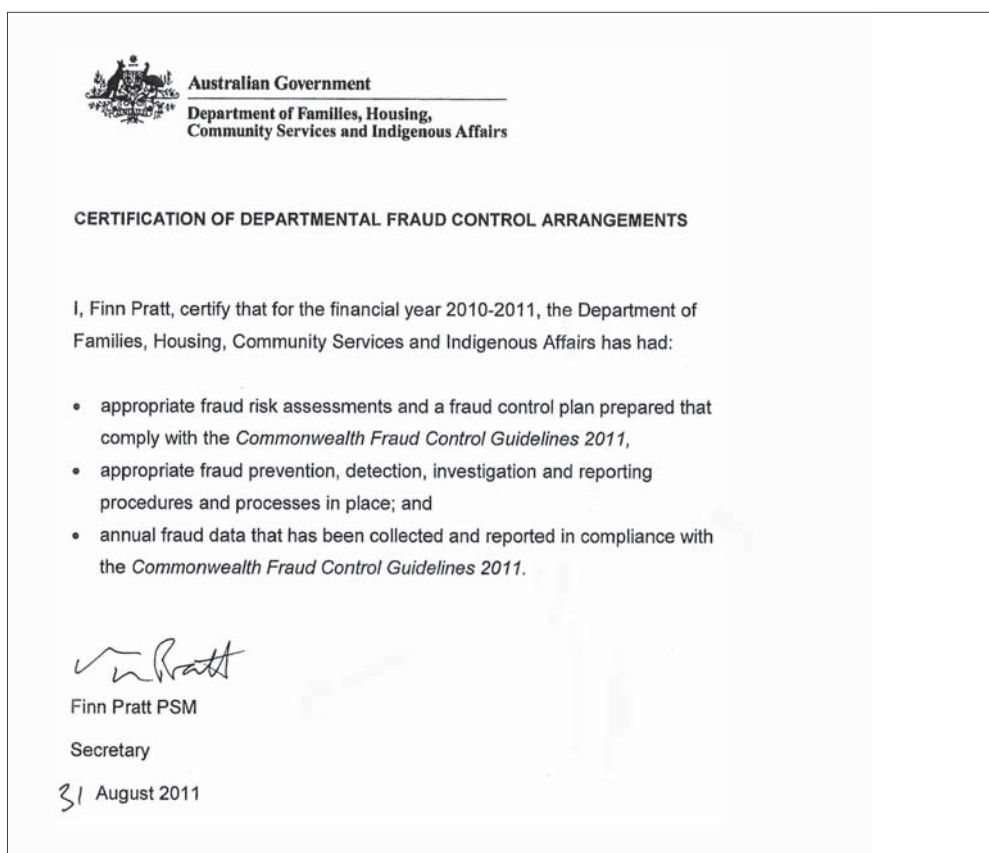 Australian Government
Department of Families, Housing,
Community Services and Indigenous Affairs
CERTIFICATION OF DEPARTMENTAL FRAUD CONTROL ARRANGEMENTS
I, Finn Pratt, certify that for the financial year 2010-2011, the Department of
Families, Housing, Community Services and Indigenous Affairs has had:
• appropriate fraud risk assessments and a fraud control plan prepared that
comply with the Commonwealth Fraud Control Guidelines 2011,
• appropriate fraud prevention, detection, investigation and reporting
procedures and processes in place; and
• annual fraud data that has been collected and reported in compliance with
the Commonwealth Fraud Control Guidelines 2011.
Finn Pratt PSM
Secretary
31 August 2011